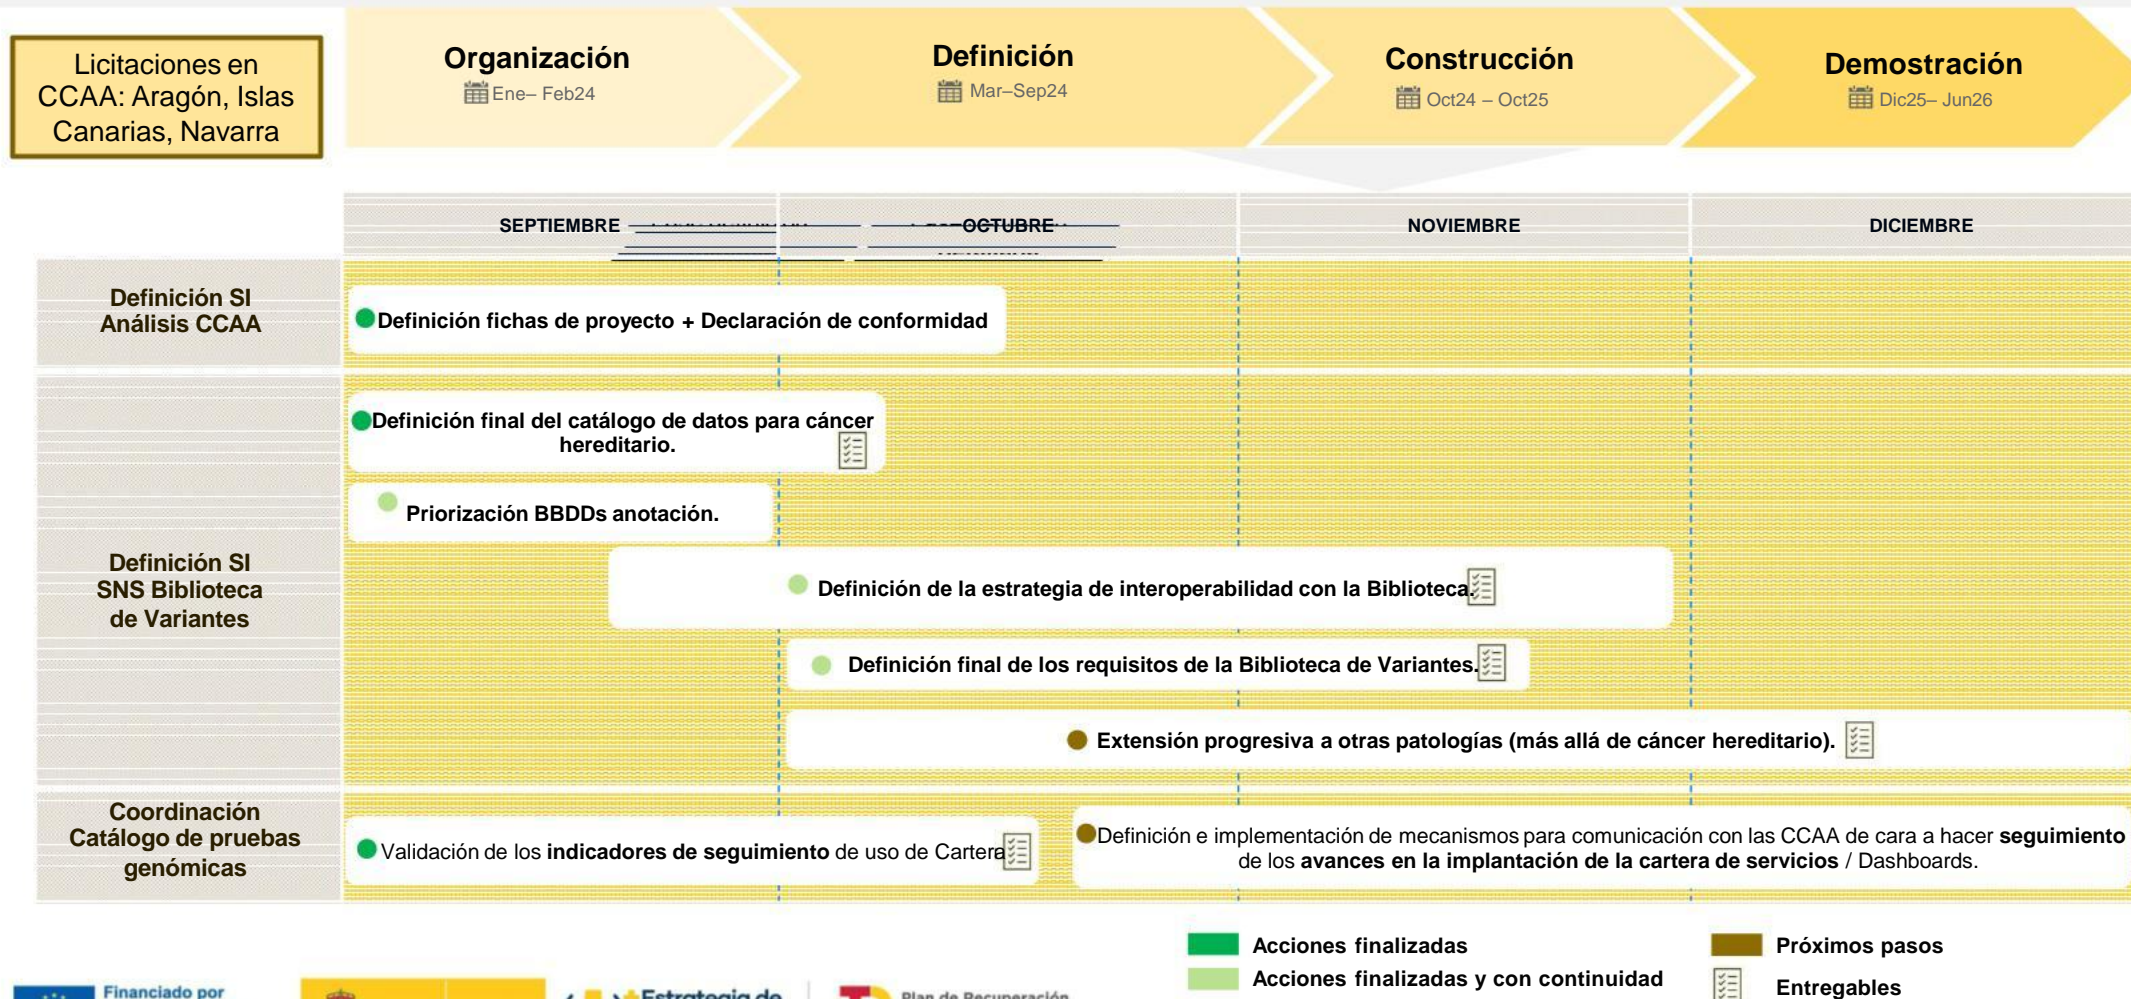 Licitaciones en
CCAA: Aragón, Islas
Canarias, Navarra
Organización
Ene– Feb24
Definición
Mar–Sep24
Construcción
Oct24 – Oct25
Demostración
Dic25– Jun26
SEPTIEMBRE
OCTUBRE
NOVIEMBRE
DICIEMBRE
Definición SI
Análisis CCAA
Definición fichas de proyecto + Declaración de conformidad
Definición SI
SNS Biblioteca
de Variantes
Definición final del catálogo de datos para cáncer
hereditario.
Priorización BBDDs anotación.
Definición de la estrategia de interoperabilidad con la Biblioteca.
Definición final de los requisitos de la Biblioteca de Variantes.
Extensión progresiva a otras patologías (más allá de cáncer hereditario).
Coordinación
Catálogo de pruebas
genómicas
Validación de los indicadores de seguimiento de uso de Cartera
Definición e implementación de mecanismos para comunicación con las CCAA de cara a hacer seguimiento
de los avances en la implantación de la cartera de servicios / Dashboards.
Acciones finalizadas
Acciones finalizadas y con continuidad
Próximos pasos
Entregables
Financiado por
Estrategia de
Plan de Recuperación